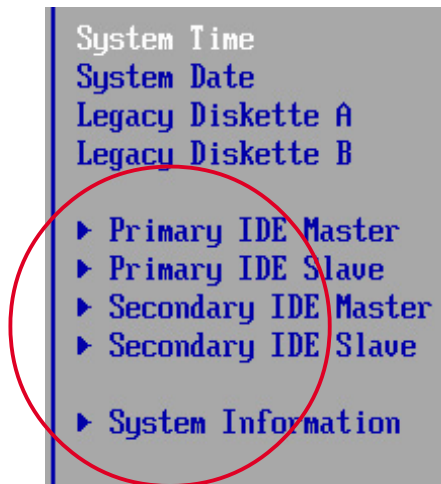 System Time
System Date
Legacy Diskette A
Legacy Diskette B
Primary IDE Master
Primary IDE Slave
Secondary IDE Master
Secondary IDE Slave
System Information